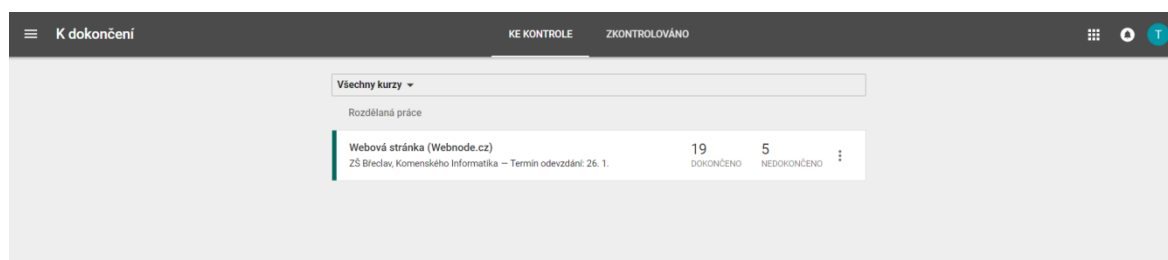 K dokončení KE KONTROLE ZKONTROLOVÁNO T
Všechny kurzy
Rozdělaná práce
Webová stránka (Webnode.cz) 19 5
ZŠ Břeclav, Komenského Informatika — Termín odevzdání: 26. 1. DOKONČENO NEDOKONČENO